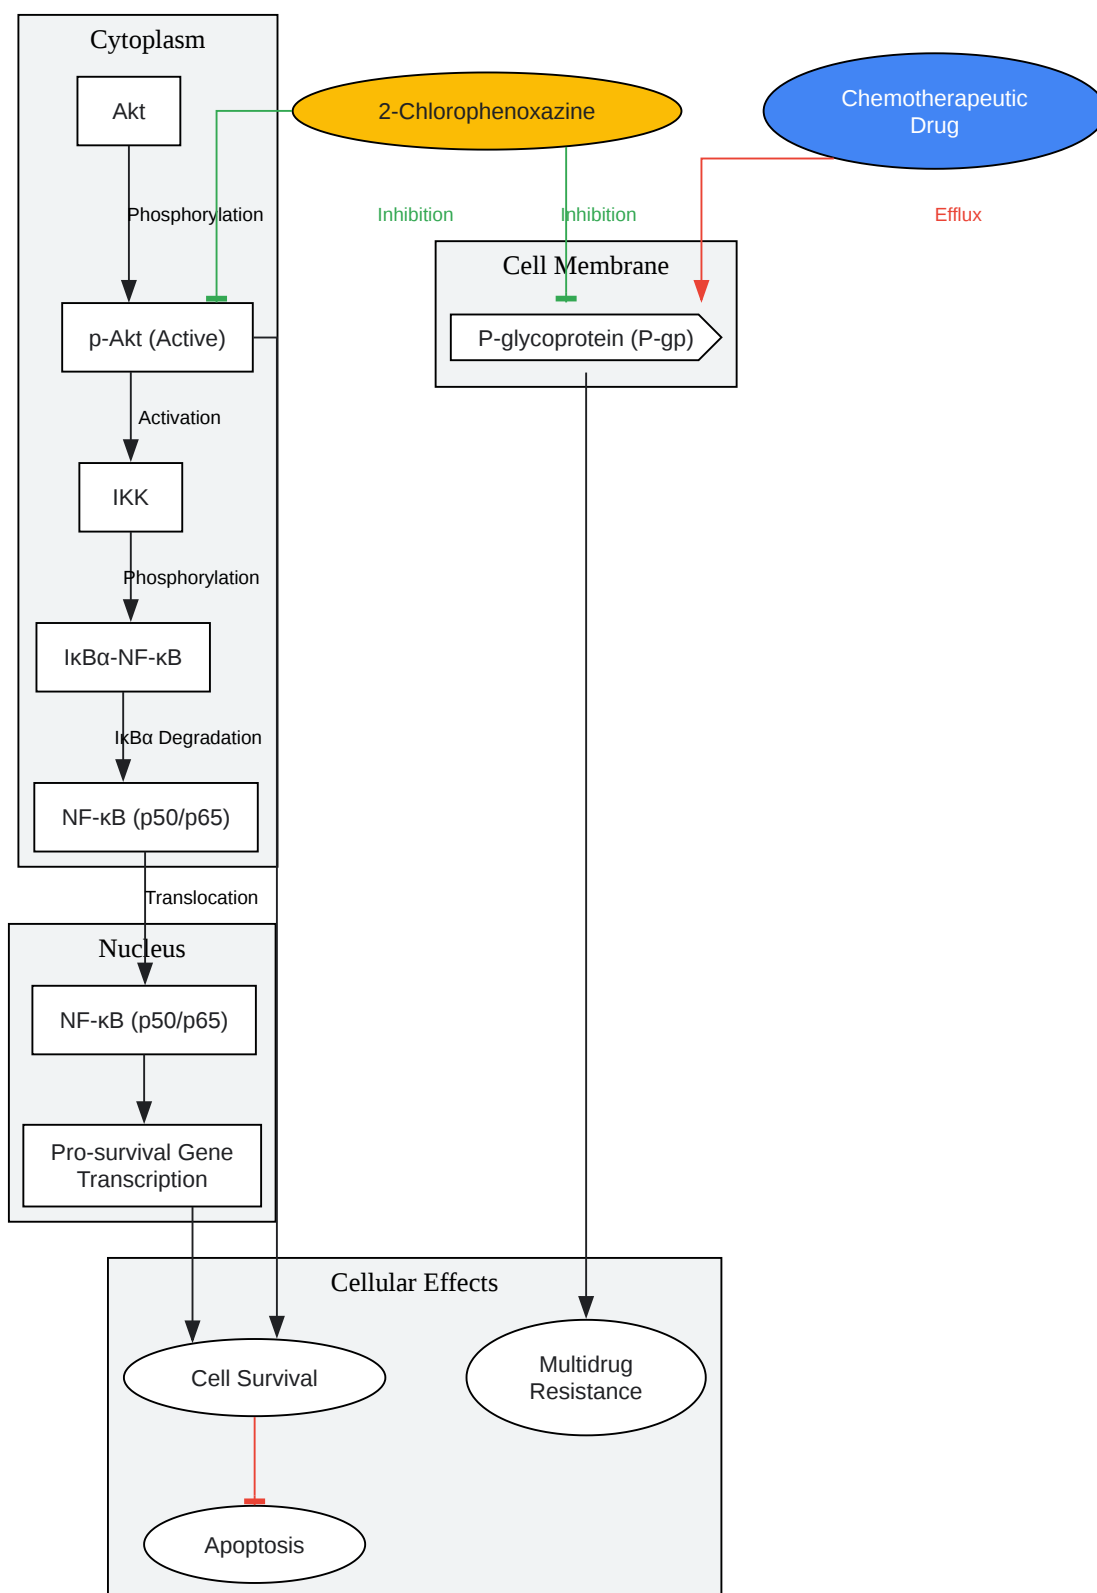 Cytoplasm
Akt
2-Chlorophenoxazine
Chemotherapeutic
Drug
Phosphorylation
Inhibition
Inhibition
Efflux
Cell Membrane
p-Akt (Active)
P-glycoprotein (P-gp)
Activation
IKK
Phosphorylation
IκBα-NF-κB
IκBα Degradation
NF-κB (p50/p65)
Translocation
Nucleus
NF-κB (p50/p65)
Pro-survival Gene
Transcription
Cellular Effects
Cell Survival
Multidrug
Resistance
Apoptosis